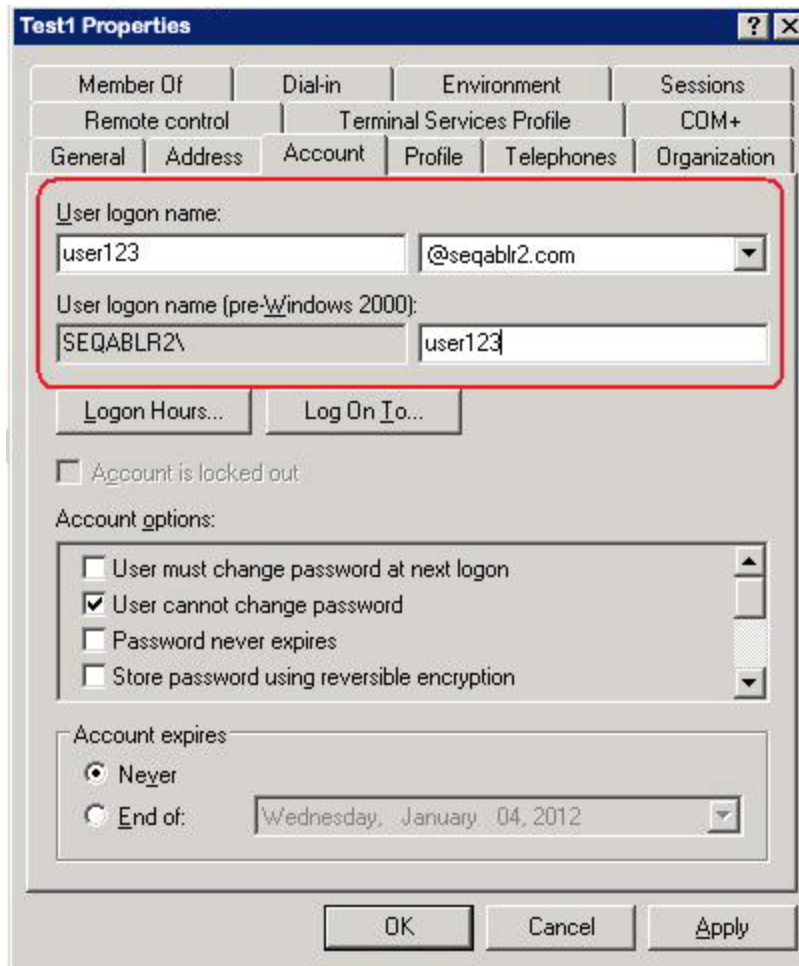 Test1 Properties
Member Of Dial-in Environment Sessions
Remote control Terminal Services Profile COM+
General Address Account Profile Telephones Organization
User logon name:
user123 @seqablr2.com
User logon name (pre-Windows 2000):
SEQABLR2\ user123
Logon Hours... Log On To...
Account is locked out
Account options:
User must change password at next logon
User cannot change password
Password never expires
Store password using reversible encryption
Account expires
Never
End of: Wednesday, January 04, 2012
OK Cancel Apply